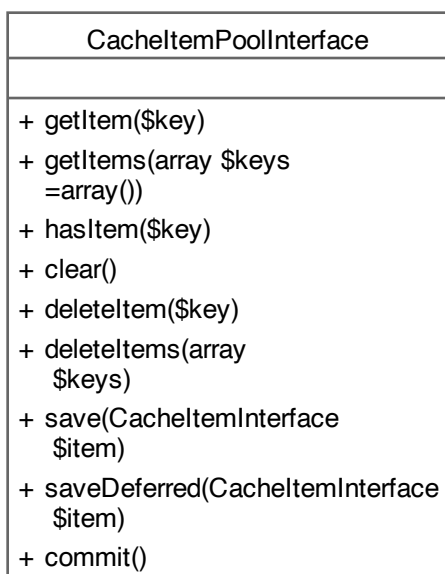 CacheItemPoolInterface
+ getItem($key)
+ getItems(array $keys
=array())
+ hasItem($key)
+ clear()
+ deleteItem($key)
+ deleteItems(array
$keys)
+ save(CacheItemInterface
$item)
+ saveDeferred(CacheItemInterface
$item)
+ commit()